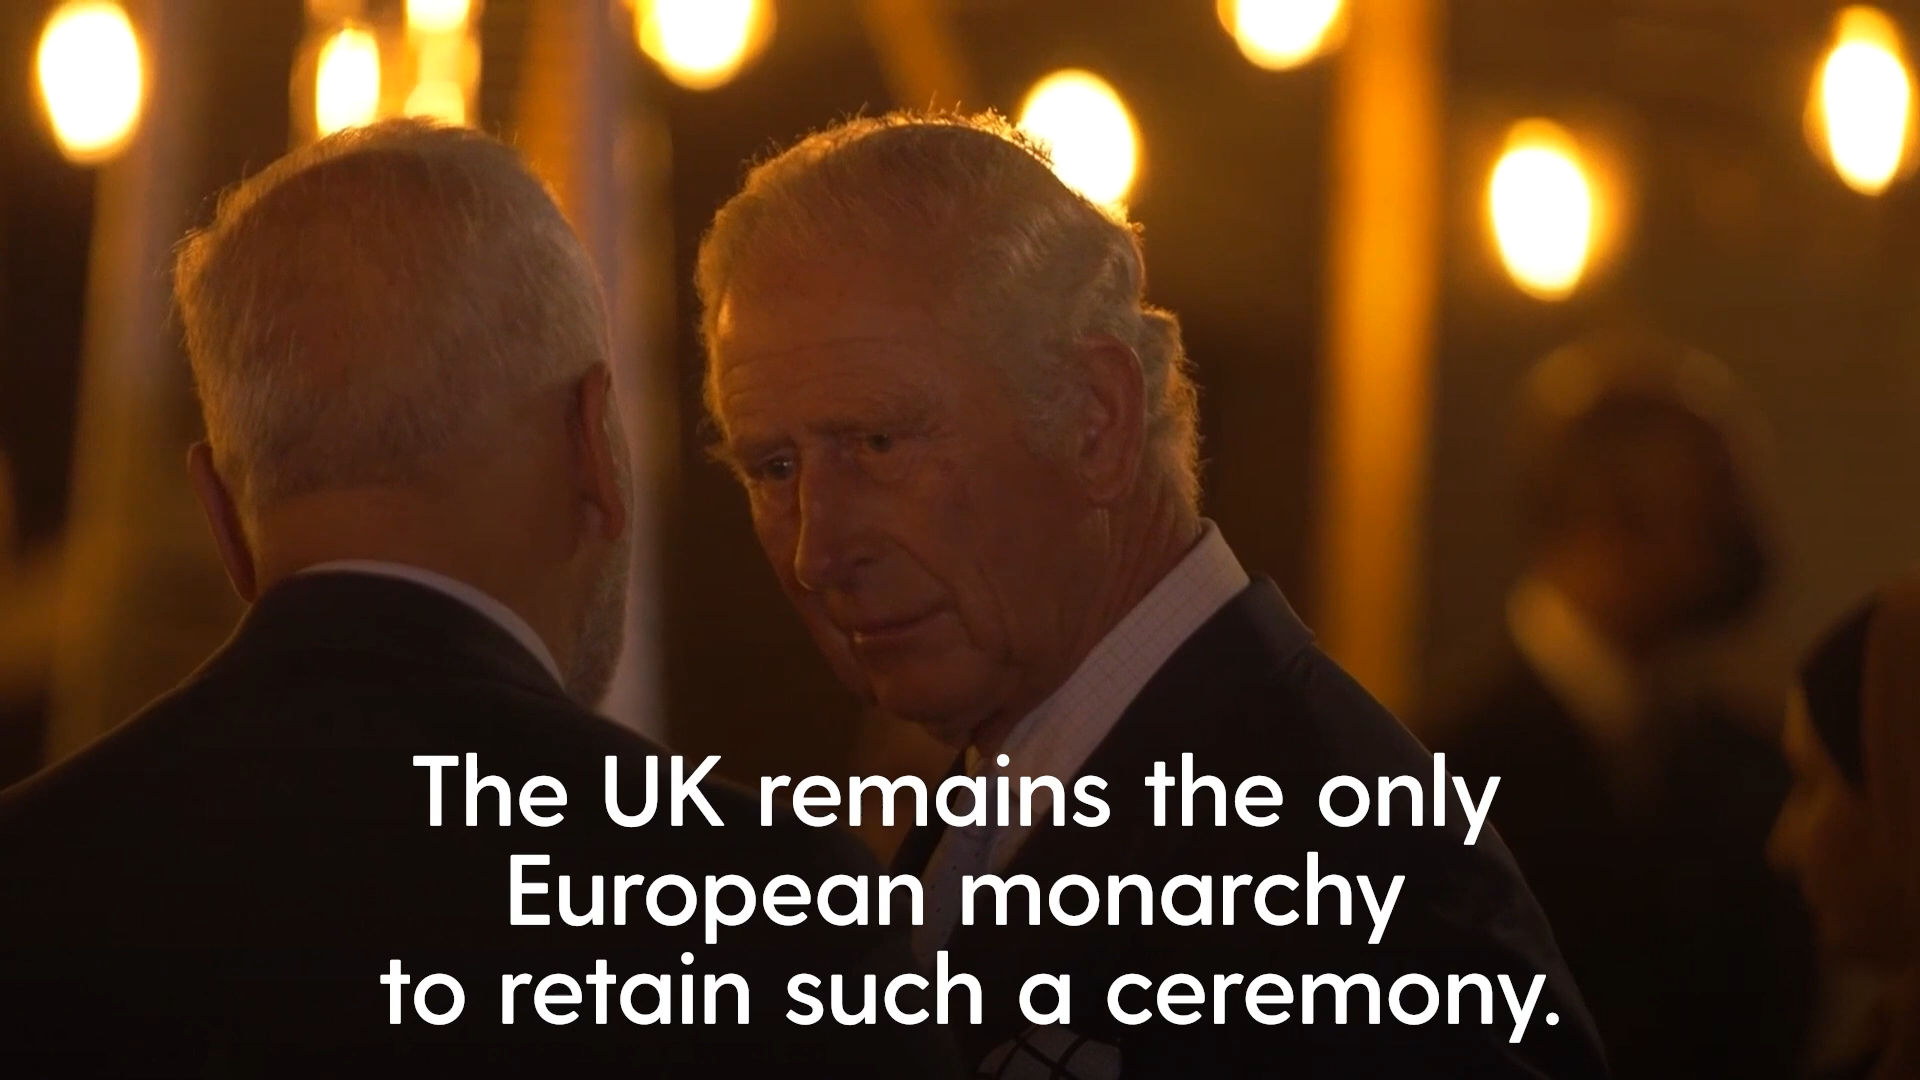 The UK remains the only
European monarchy
to retain such a ceremony.